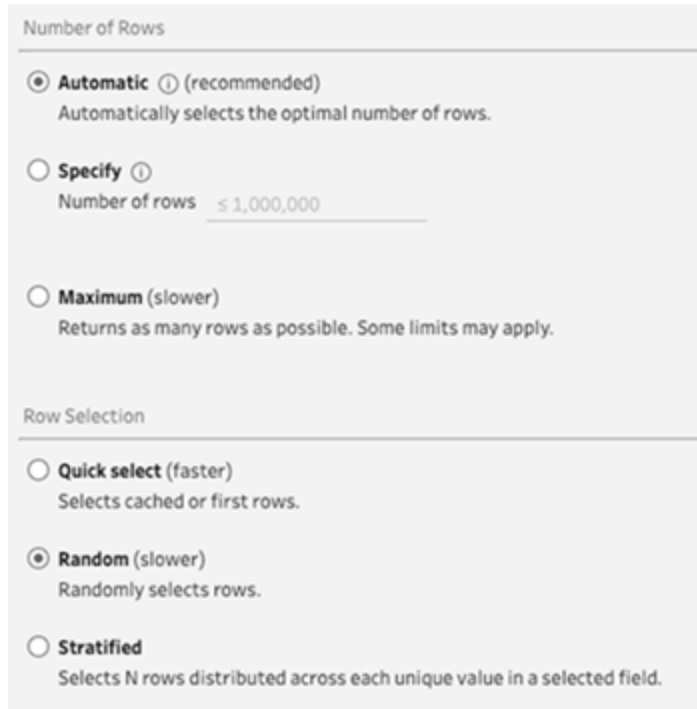 Number of Rows
Automatic ⓘ (recommended)
Automatically selects the optimal number of rows.
Specify ⓘ
Number of rows ≤ 1,000,000
Maximum (slower)
Returns as many rows as possible. Some limits may apply.
Row Selection
Quick select (faster)
Selects cached or first rows.
Random (slower)
Randomly selects rows.
Stratified
Selects N rows distributed across each unique value in a selected field.